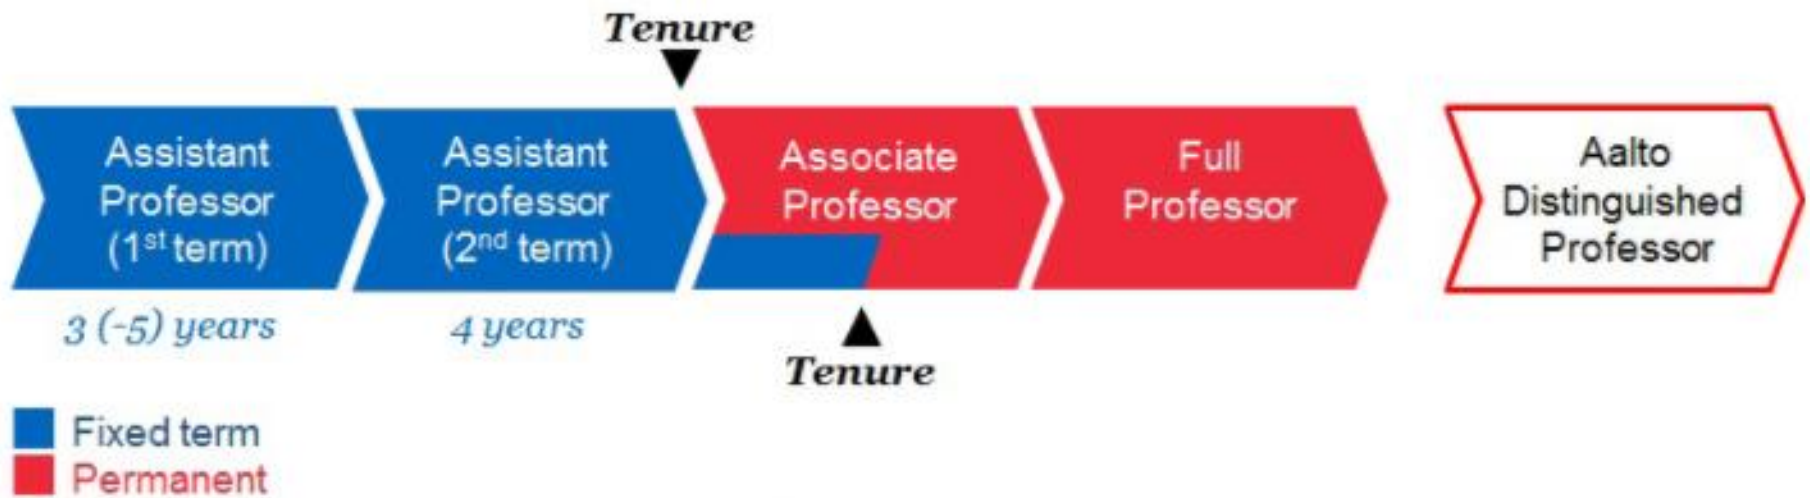 Tenure
Assistant
Professor
(1st term)
Assistant
Professor
(2nd term)
Associate
Professor
Full
Professor
Aalto
Distinguished
Professor
3 (-5) years
4 years
Tenure
Fixed term
Permanent